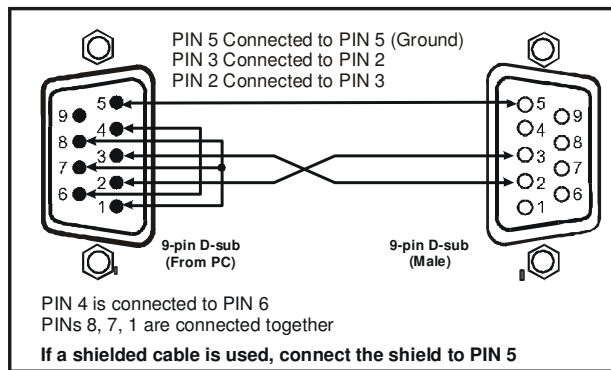 PIN 5 Connected to PIN 5 (Ground)
PIN 3 Connected to PIN 2
PIN 2 Connected to PIN 3
5
9
4
8
3
7
2
6
1
5
9
4
8
3
7
2
6
1
9-pin D-sub
(From PC)
9-pin D-sub
(Male)
PIN 4 is connected to PIN 6
PINs 8, 7, 1 are connected together
If a shielded cable is used, connect the shield to PIN 5